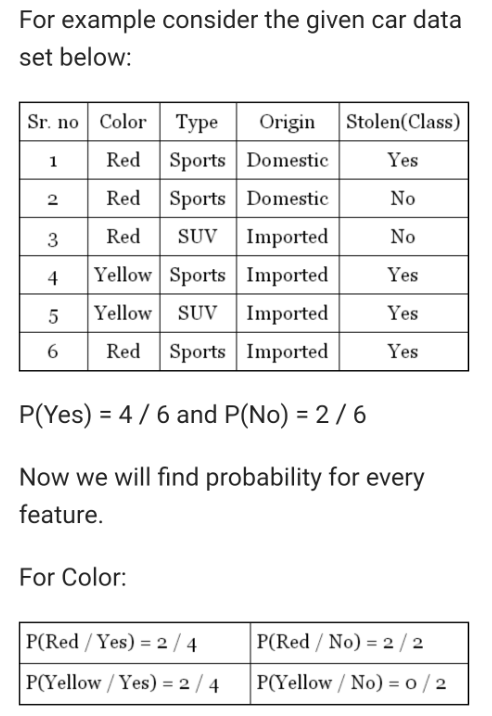 For example consider the given car data
set below:
Sr. no Color Type Origin Stolen(Class)
1 Red Sports Domestic Yes
2 Red Sports Domestic No
3 Red SUV Imported No
4 Yellow Sports Imported Yes
5 Yellow SUV Imported Yes
6 Red Sports Imported Yes
P(Yes) = 4 / 6 and P(No) = 2 / 6
Now we will find probability for every
feature.
For Color:
P(Red / Yes) = 2 / 4 P(Red / No) = 2 / 2
P(Yellow / Yes) = 2 / 4 P(Yellow / No) = 0 / 2